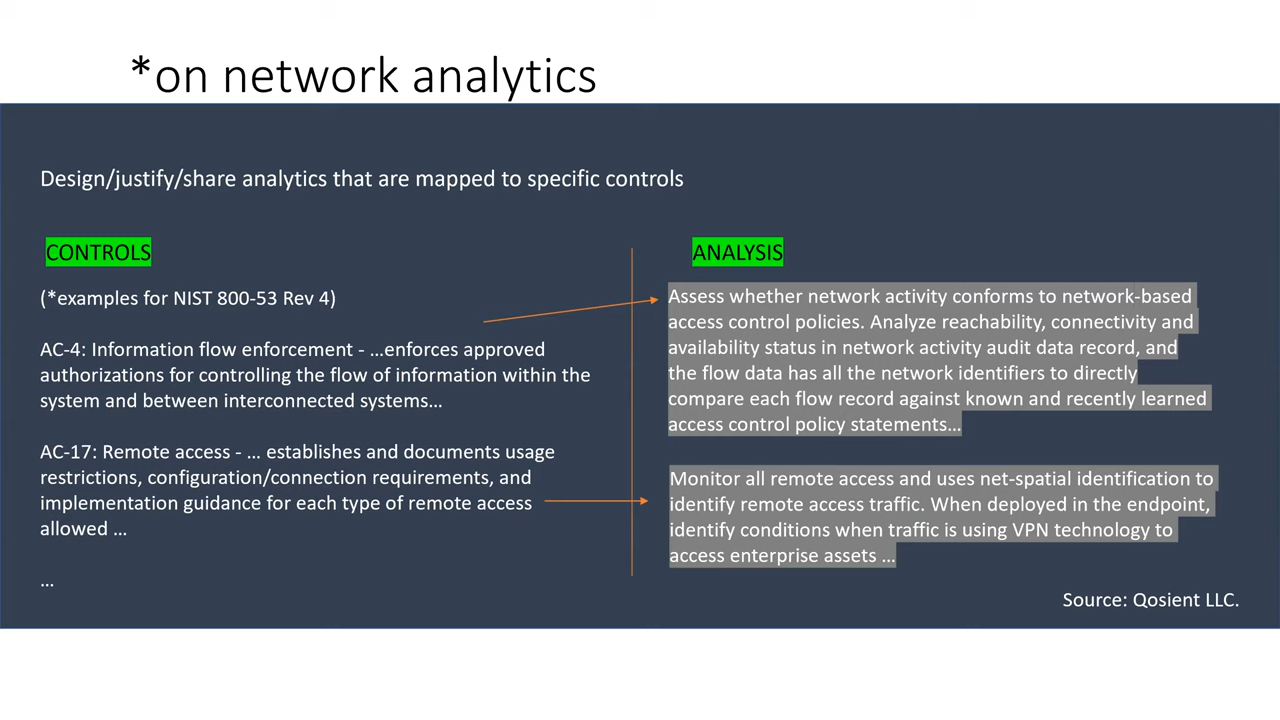 *on network analytics
Design/justify/share analytics that are mapped to specific controls
CONTROLS
(*examples for NIST 800-53 Rev 4)
AC-4: Information flow enforcement - …enforces approved
authorizations for controlling the flow of information within the
system and between interconnected systems…
AC-17: Remote access - … establishes and documents usage
restrictions, configuration/connection requirements, and
implementation guidance for each type of remote access
allowed …
…
ANALYSIS
Assess whether network activity conforms to network-based
access control policies. Analyze reachability, connectivity and
availability status in network activity audit data record, and
the flow data has all the network identifiers to directly
compare each flow record against known and recently learned
access control policy statements…
Monitor all remote access and uses net-spatial identification to
identify remote access traffic. When deployed in the endpoint,
identify conditions when traffic is using VPN technology to
access enterprise assets …
Source: Qosient LLC.